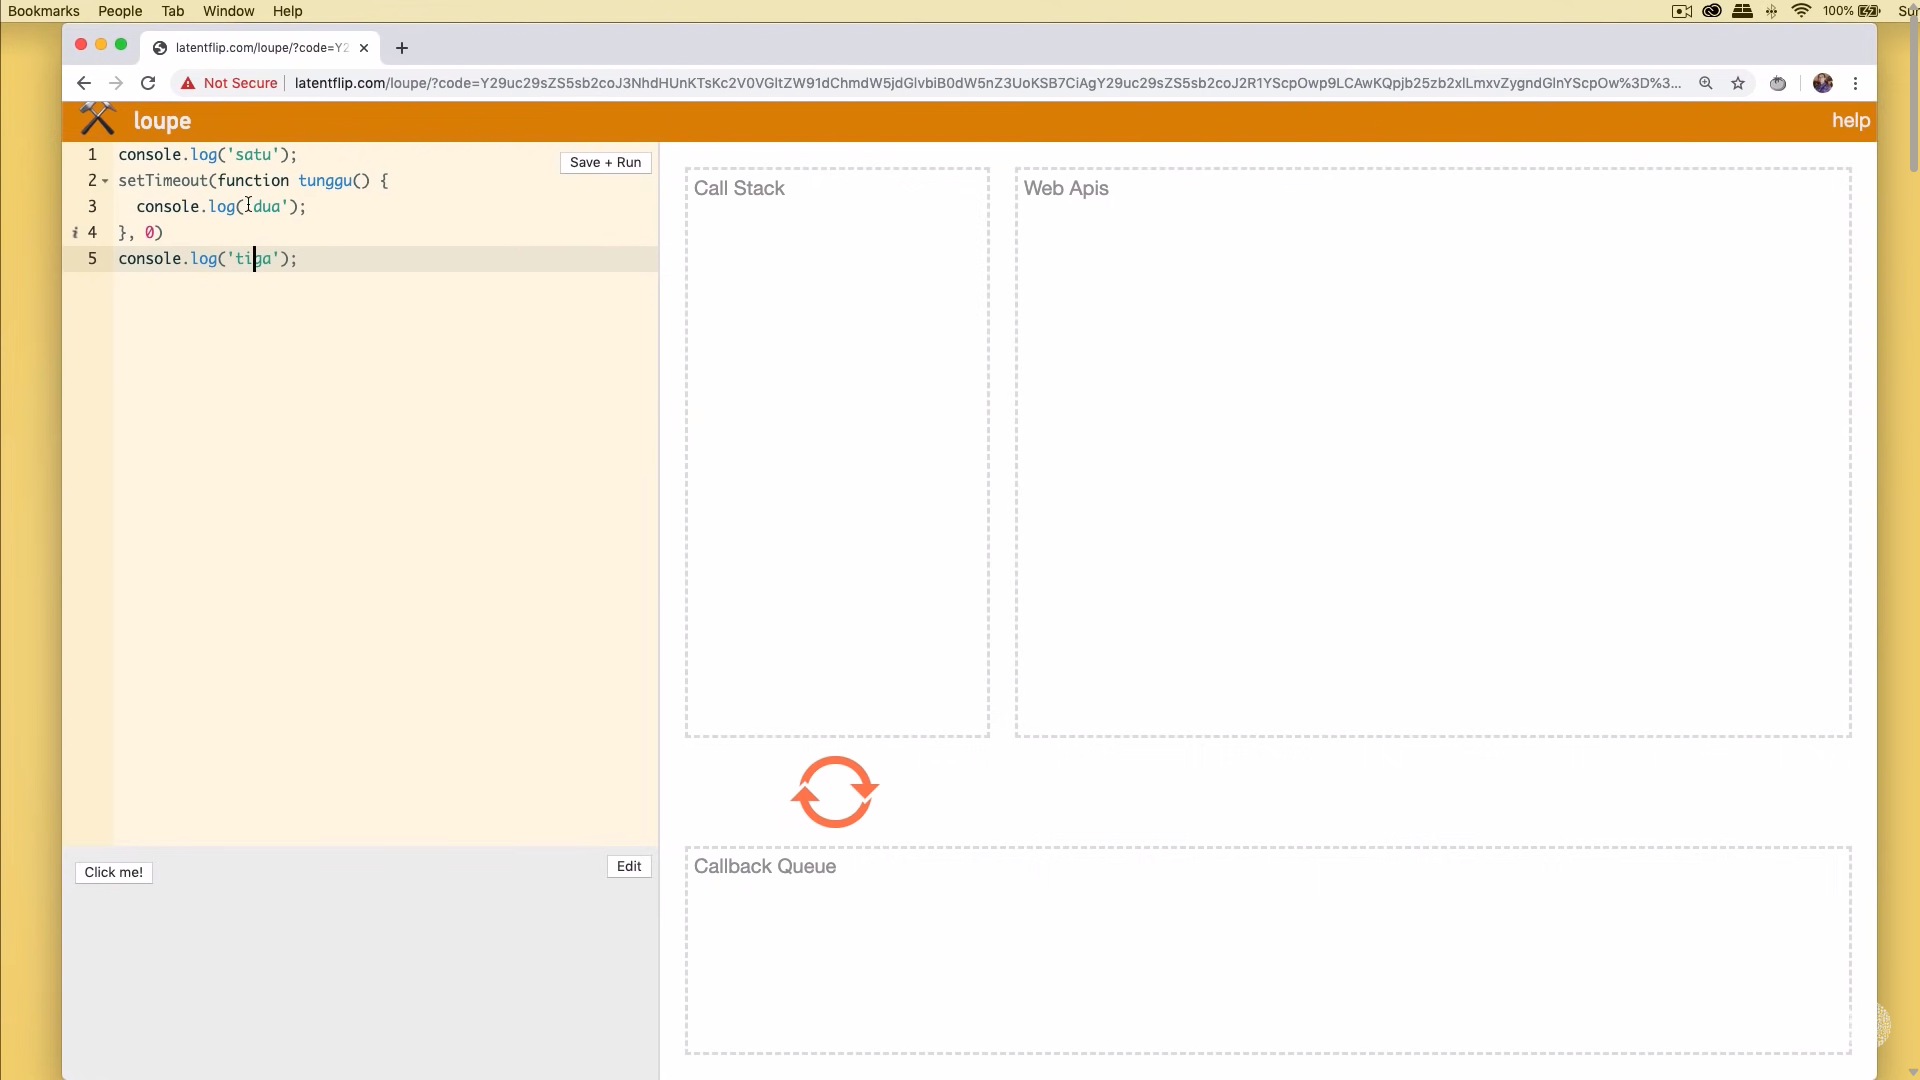 Bookmarks People Tab Window Help 100%
latentflip.com/loupe/?code=Y2
Not Secure latentflip.com/loupe/?code=Y29uc29sZS5sb2coJ3NhdHUnKTsKc2V0VGltZW91dChmdW5jdGlvbiB0dW5nZ3UoKSB7CiAgY29uc29sZS5sb2coJ2R1YScpOwp9LCAwKQpjb25zb2xlLmxvZygndGlnYScpOw%3D%3...
loupe help
1 console.log('satu');
Save + Run
2 setTimeout(function tunggu() {
3 console.log('dua');
4 }, 0)
5 console.log('tiga');
Call Stack
Web Apis
Click me!
Edit
Callback Queue